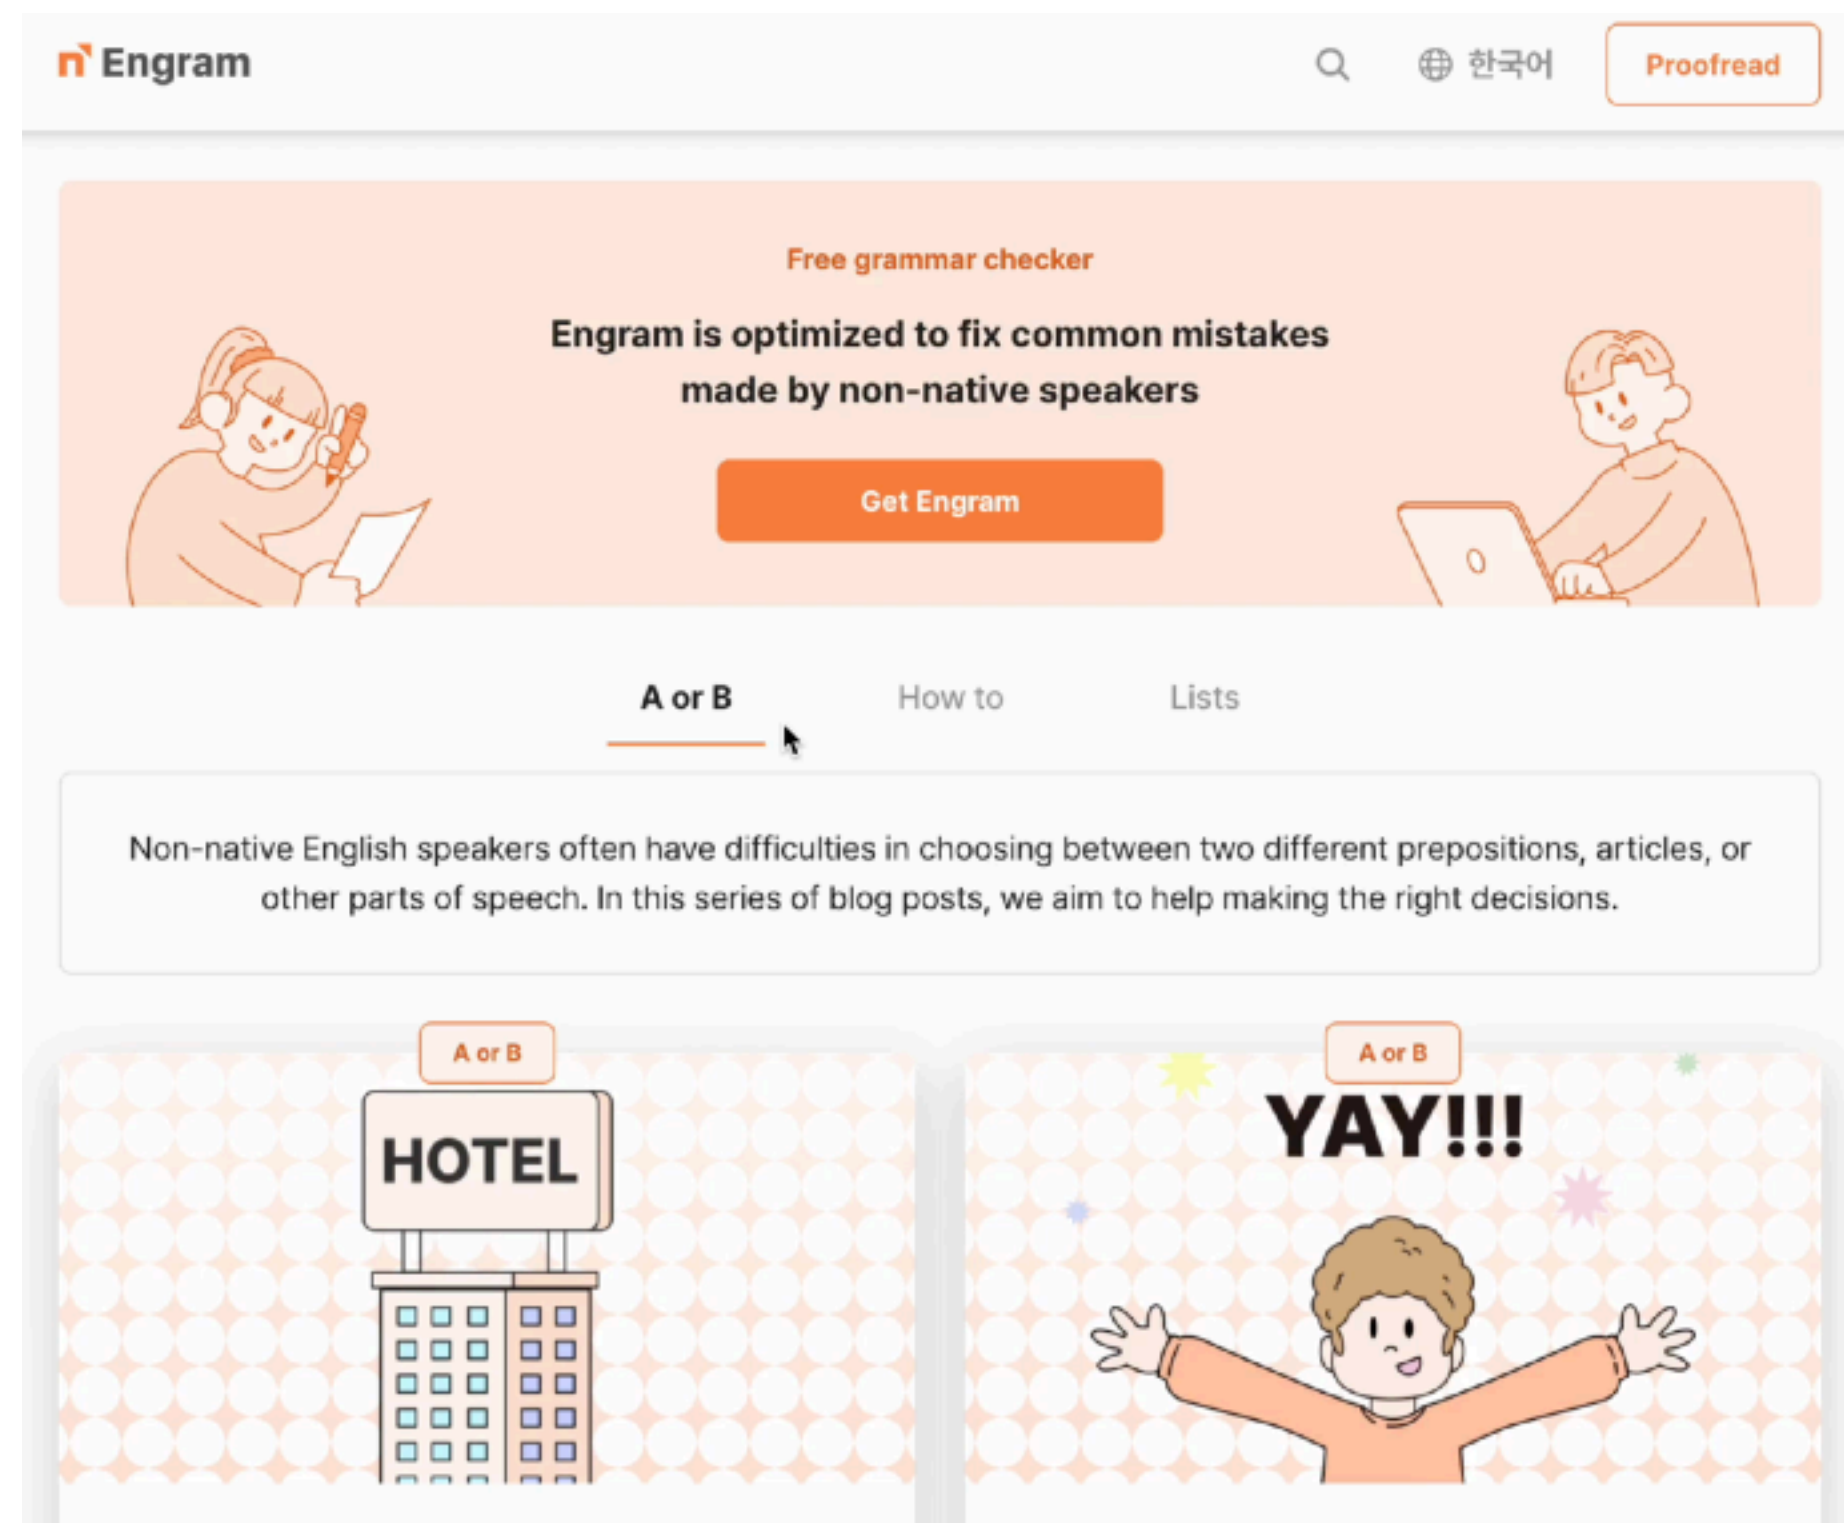 Engram
한국어
Proofread
Free grammar checker
Engram is optimized to fix common mistakes
made by non-native speakers
Get Engram
A or B
How to
Lists
Non-native English speakers often have difficulties in choosing between two different prepositions, articles, or
other parts of speech. In this series of blog posts, we aim to help making the right decisions.
A or B
HOTEL
A or B
YAY!!!